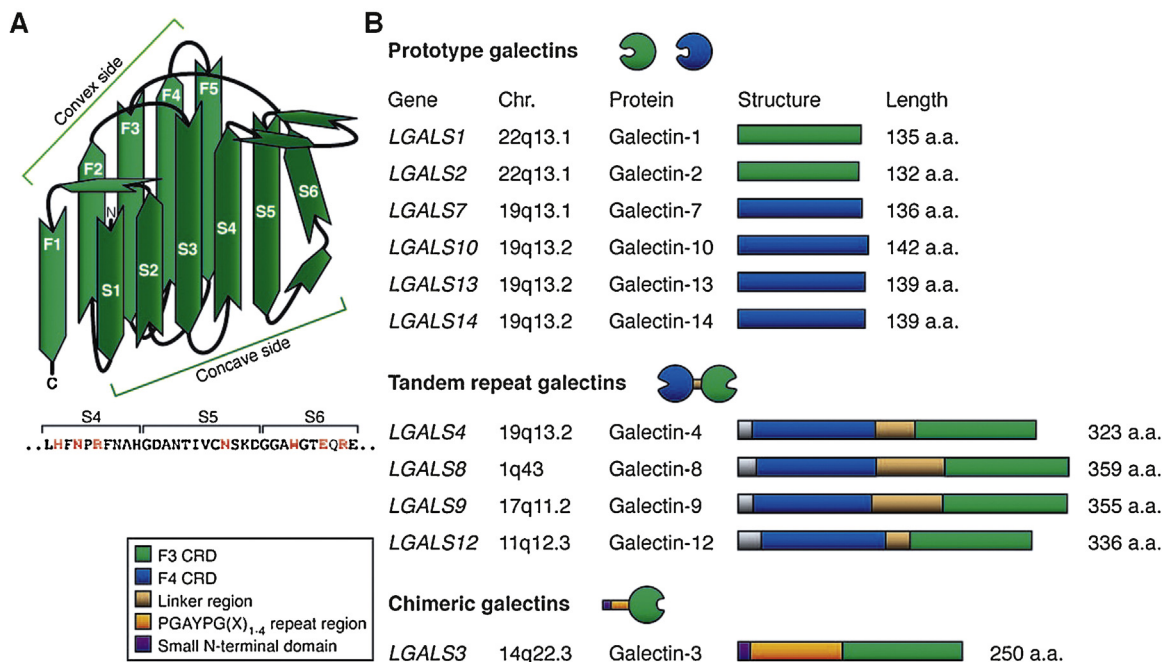 A
Convex side
F5
F4
F3
F2
F1
N
S1
S2
S3
S4
S5
S6
C
Concave side
S4 S5 S6
..LHFNPRFNAHGDANTIVCNSKDGGAWGTEQRE..
F3 CRD
F4 CRD
Linker region
PGAYPG(X)1-4 repeat region
Small N-terminal domain
B
Prototype galectins
Gene Chr. Protein Structure Length
LGALS1 22q13.1 Galectin-1 135 a.a.
LGALS2 22q13.1 Galectin-2 132 a.a.
LGALS7 19q13.1 Galectin-7 136 a.a.
LGALS10 19q13.2 Galectin-10 142 a.a.
LGALS13 19q13.2 Galectin-13 139 a.a.
LGALS14 19q13.2 Galectin-14 139 a.a.
Tandem repeat galectins
LGALS4 19q13.2 Galectin-4 323 a.a.
LGALS8 1q43 Galectin-8 359 a.a.
LGALS9 17q11.2 Galectin-9 355 a.a.
LGALS12 11q12.3 Galectin-12 336 a.a.
Chimeric galectins
LGALS3 14q22.3 Galectin-3 250 a.a.